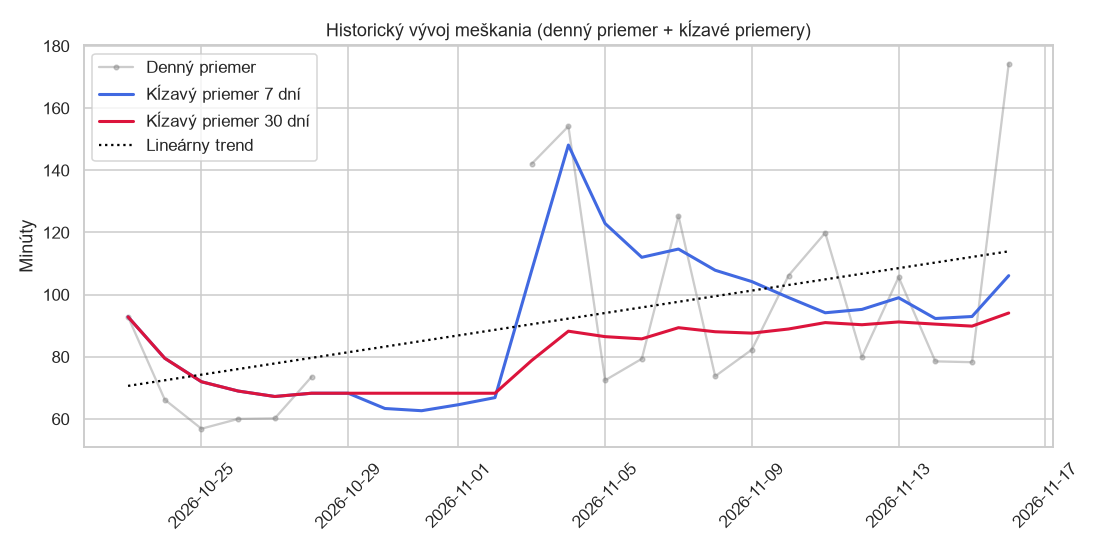 Historický vývoj meškania (denný priemer + kĺzavé priemery)
Denný priemer
Kĺzavý priemer 7 dní
Kĺzavý priemer 30 dní
Lineárny trend
Minúty
180
160
140
120
100
80
60
2026-10-25
2026-10-29
2026-11-01
2026-11-05
2026-11-09
2026-11-13
2026-11-17